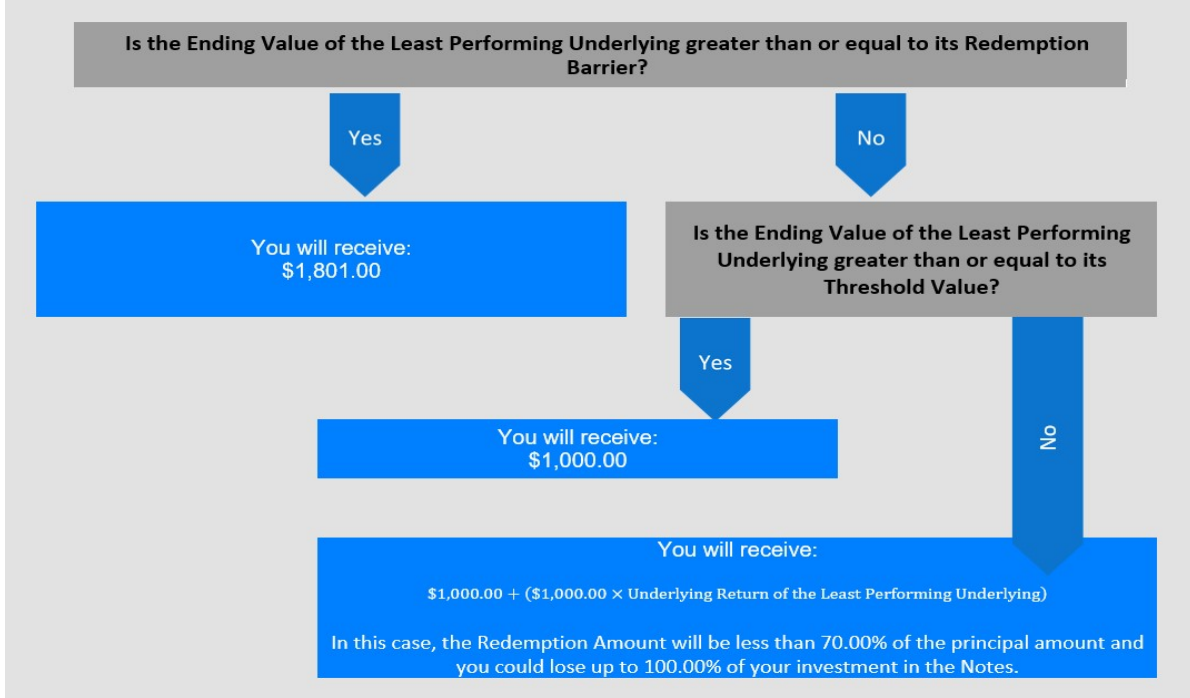 Is the Ending Value of the Least Performing Underlying greater than or equal to its Redemption
Barrier?
Yes
No
You will receive:
$1,801.00
Is the Ending Value of the Least Performing
Underlying greater than or equal to its
Threshold Value?
Yes
No
You will receive:
$1,000.00
You will receive:
$1,000.00 + ($1,000.00 × Underlying Return of the Least Performing Underlying)
In this case, the Redemption Amount will be less than 70.00% of the principal amount and
you could lose up to 100.00% of your investment in the Notes.